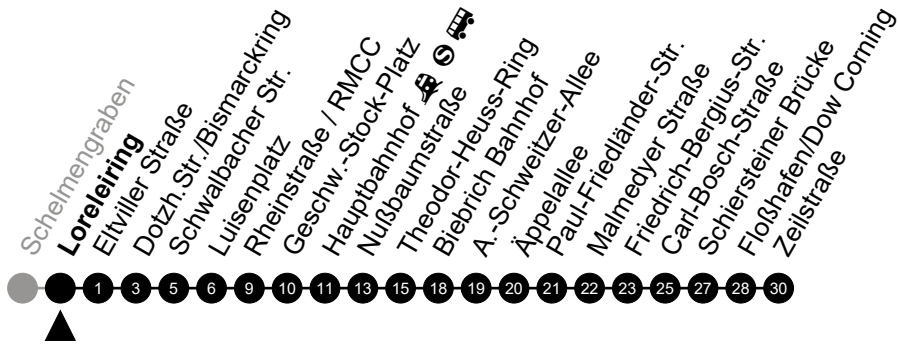 Schelmengraben
Loreleiring
Eltviller Straße
Dotzh.Str./Bismarckring
Schwalbacher Str.
Luisenplatz
Rheinstraße / RMCC
Geschw.-Stock-Platz
Hauptbahnhof S
Nußbaumstraße
Theodor-Heuss-Ring
Biebrich Bahnhof
A.-Schweitzer-Allee
Äppelallee
Paul-Friedländer-Str.
Malmedyer Straße
Friedrich-Bergius-Str.
Carl-Bosch-Straße
Schiersteiner Brücke
Floßhafen/Dow Corning
Zeilstraße
1 3 5 6 9 10 11 13 15 18 19 20 21 22 23 25 27 28 30